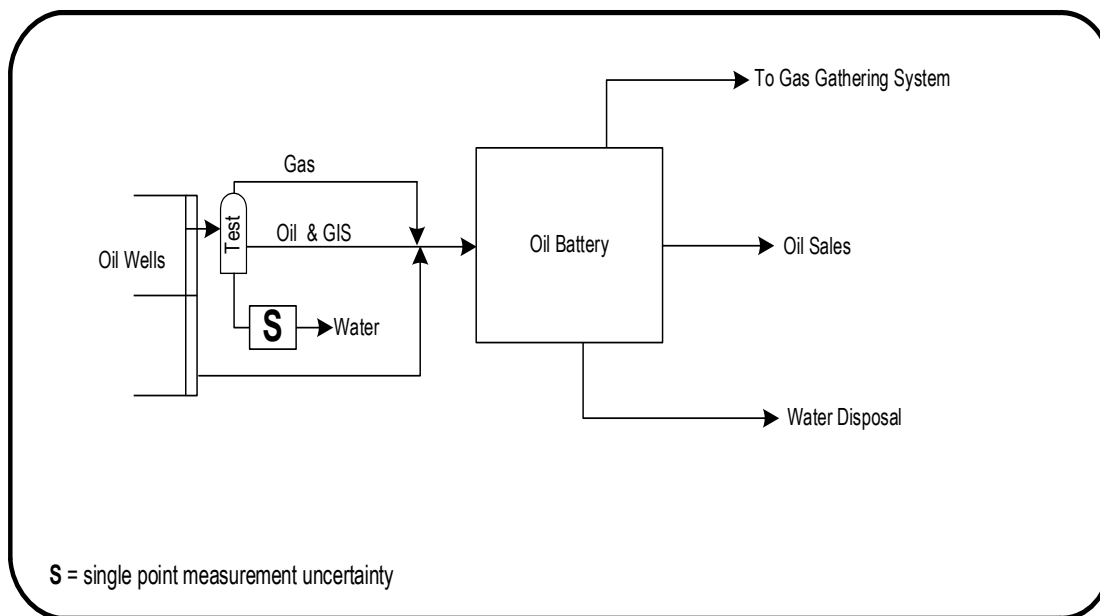 To Gas Gathering System
Gas
Test
Oil & GIS
Oil Wells
Oil Battery
Oil Sales
S
Water
Water Disposal
S = single point measurement uncertainty